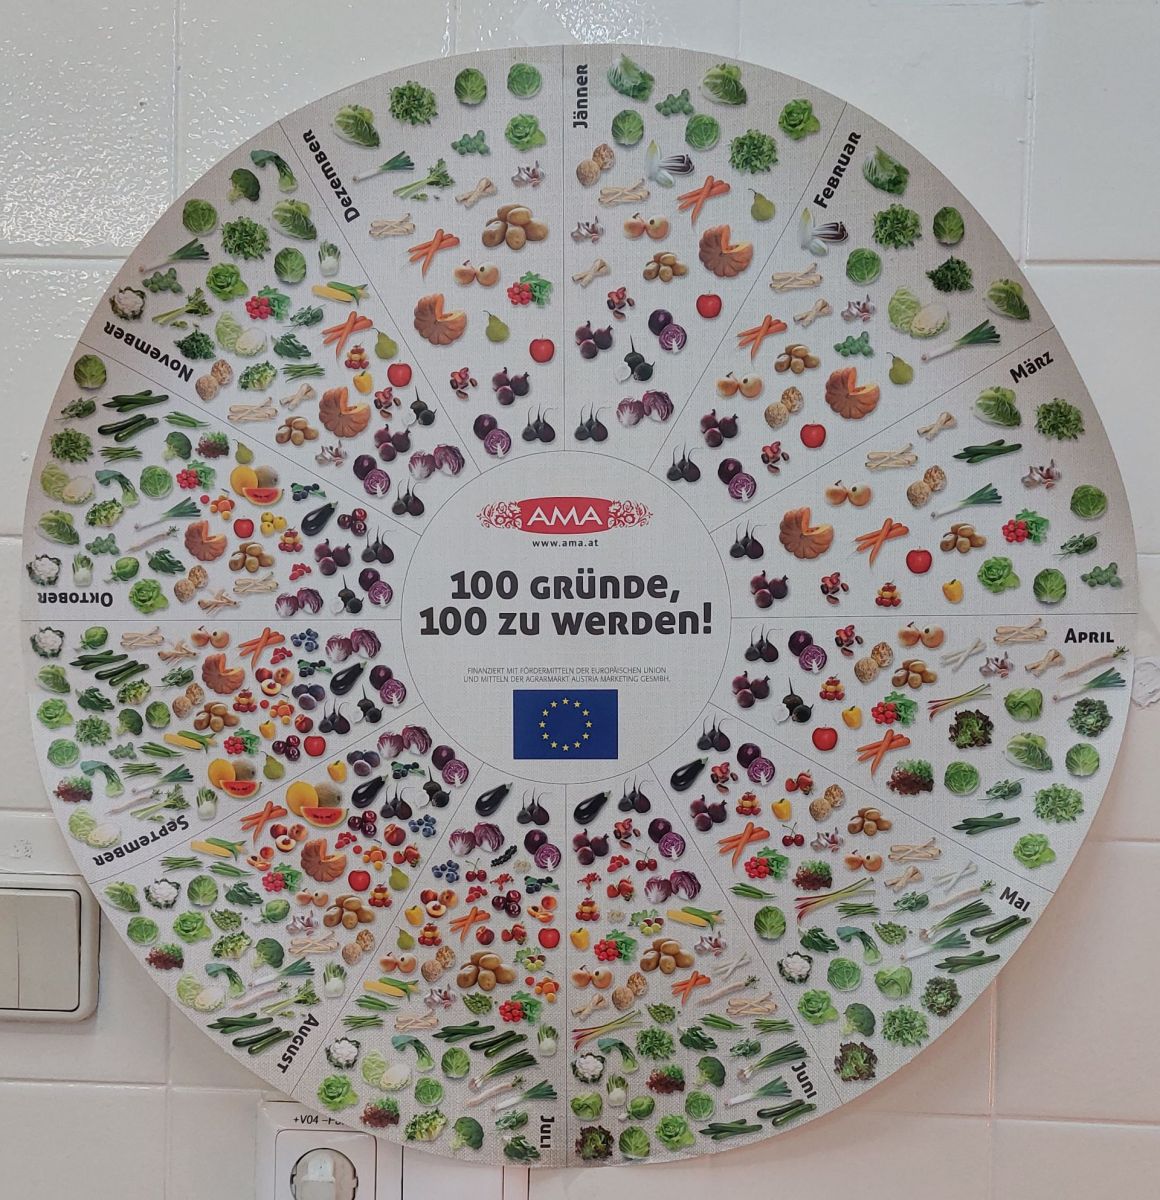 Jänner
Februar
März
April
Mai
Juni
Juli
August
September
Oktober
November
Dezember
AMA
www.ama.at
100 Gründe,
100 zu werden!
FINANZIERT MIT FÖRDERMITTELN DER EUROPÄISCHEN UNION
UND MITTELN DER AGRARMARKT AUSTRIA MARKETING GESMBH.
+V04